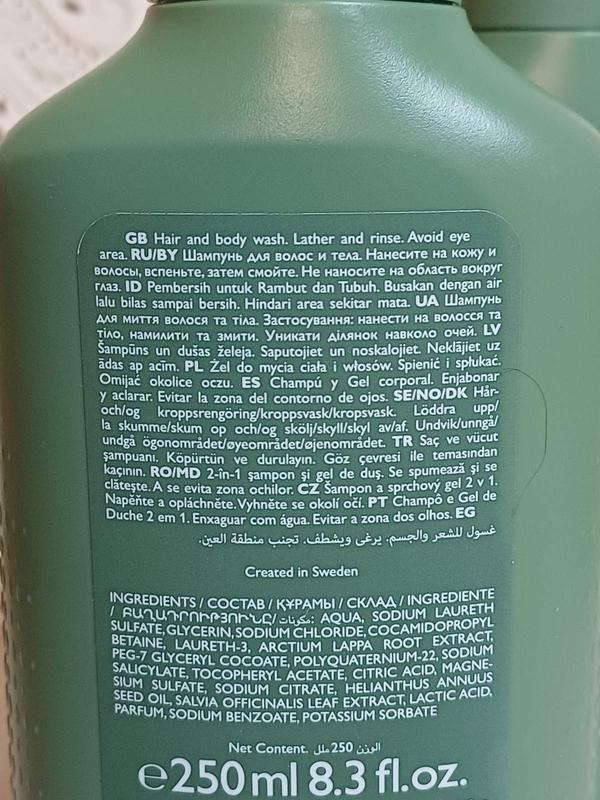 GB Hair and body wash. Lather and rinse. Avoid eye
area. RU/BY Шампунь для волос и тела. Нанесите на кожу и
волосы, вспеньте, затем смойте. Не наносите на область вокруг
глаз. ID Pembersih untuk Rambut dan Tubuh. Busakan dengan air
lalu bilas sampai bersih. Hindari area sekitar mata. UA Шампунь
для миття волосся та тіла. Застосування: нанести на волосся та
тіло, намилити та змити. Уникати ділянок навколо очей. LV
Šampūns un dušas želeja. Saputojiet un noskalojiet. Neklājiet uz
ādas ap acīm. PL Żel do mycia ciała i włosów. Spienić i spłukać.
Omijać okolice oczu. ES Champú y Gel corporal. Enjabonar
y aclarar. Evitar la zona del contorno de ojos. SE/NO/DK Hår-
och/og kroppsrengöring/kroppsvask/kropsvask. Löddra upp/
la skumme/skum op och/og skölj/skyll/skyl av/af. Undvik/unngå/
undgå ögonområdet/øyeområdet/øjenområdet. TR Saç ve vücut
şampuanı. Köpürtün ve durulayın. Göz çevresi ile temasından
kaçının. RO/MD 2-în-1 şampon şi gel de duş. Se spumează şi se
clăteşte. A se evita zona ochilor. CZ Šampon a sprchový gel 2 v 1.
Napěňte a opláchněte. Vyhněte se okolí očí. PT Champô e Gel de
Duche 2 em 1. Enxaguar com água. Evitar a zona dos olhos. EG
غسول للشعر والجسم. يرغى ويشطف. تجنب منطقة العين.
Created in Sweden
INGREDIENTS / СОСТАВ / ҚҰРАМЫ / СКЛАД / INGREDIENTE
/ ԲԱՂԱԴՐՈՒԹՅՈՒՆԸ/ مكونات: AQUA, SODIUM LAURETH
SULFATE, GLYCERIN, SODIUM CHLORIDE, COCAMIDOPROPYL
BETAINE, LAURETH-3, ARCTIUM LAPPA ROOT EXTRACT,
PEG-7 GLYCERYL COCOATE, POLYQUATERNIUM-22, SODIUM
SALICYLATE, TOCOPHERYL ACETATE, CITRIC ACID, MAGNE-
SIUM SULFATE, SODIUM CITRATE, HELIANTHUS ANNUUS
SEED OIL, SALVIA OFFICINALIS LEAF EXTRACT, LACTIC ACID,
PARFUM, SODIUM BENZOATE, POTASSIUM SORBATE
Net Content. الوزن 250 ملل
℮250 ml 8.3 fl.oz.